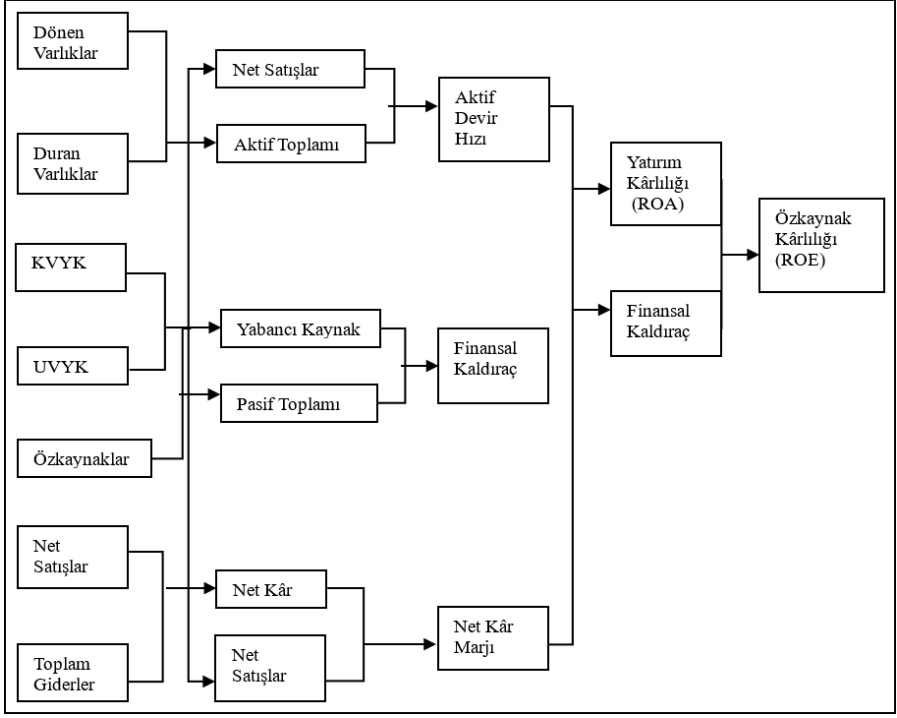 Dönen
Varlıklar
Duran
Varlıklar
KVYK
UVYK
Özkaynaklar
Net
Satışlar
Toplam
Giderler
Net Satışlar
Aktif Toplamı
Yabancı Kaynak
Pasif Toplamı
Net Kâr
Net
Satışlar
Aktif
Devir
Hızı
Finansal
Kaldıraç
Net Kâr
Marjı
Yatırım
Kârlılığı
(ROA)
Finansal
Kaldıraç
Özkaynak
Kârlılığı
(ROE)